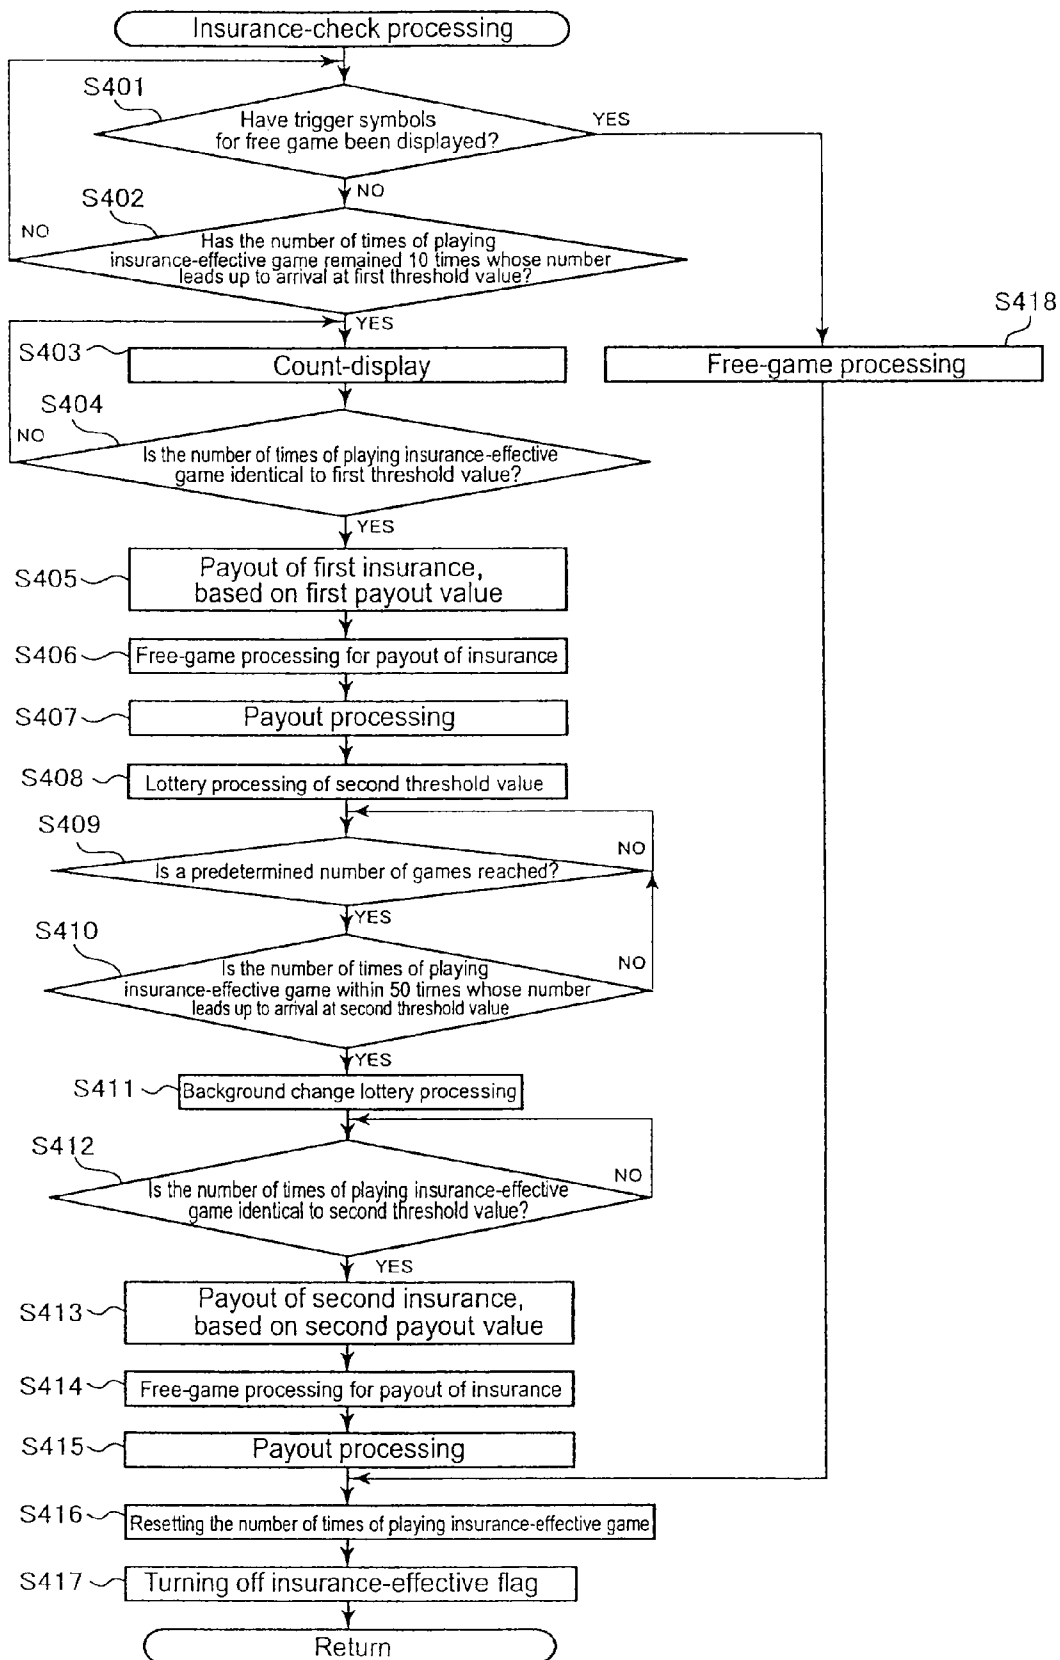 Insurance-check processing
S401
Have trigger symbols
for free game been displayed?
YES
NO
S402
NO
Has the number of times of playing
insurance-effective game remained 10 times whose number
leads up to arrival at first threshold value?
YES
S418
Free-game processing
S403
Count-display
S404
NO
Is the number of times of playing insurance-effective
game identical to first threshold value?
YES
S405
Payout of first insurance,
based on first payout value
S406
Free-game processing for payout of insurance
S407
Payout processing
S408
Lottery processing of second threshold value
S409
NO
Is a predetermined number of games reached?
YES
S410
NO
Is the number of times of playing
insurance-effective game within 50 times whose number
leads up to arrival at second threshold value
YES
S411
Background change lottery processing
S412
NO
Is the number of times of playing insurance-effective
game identical to second threshold value?
YES
S413
Payout of second insurance,
based on second payout value
S414
Free-game processing for payout of insurance
S415
Payout processing
S416
Resetting the number of times of playing insurance-effective game
S417
Turning off insurance-effective flag
Return